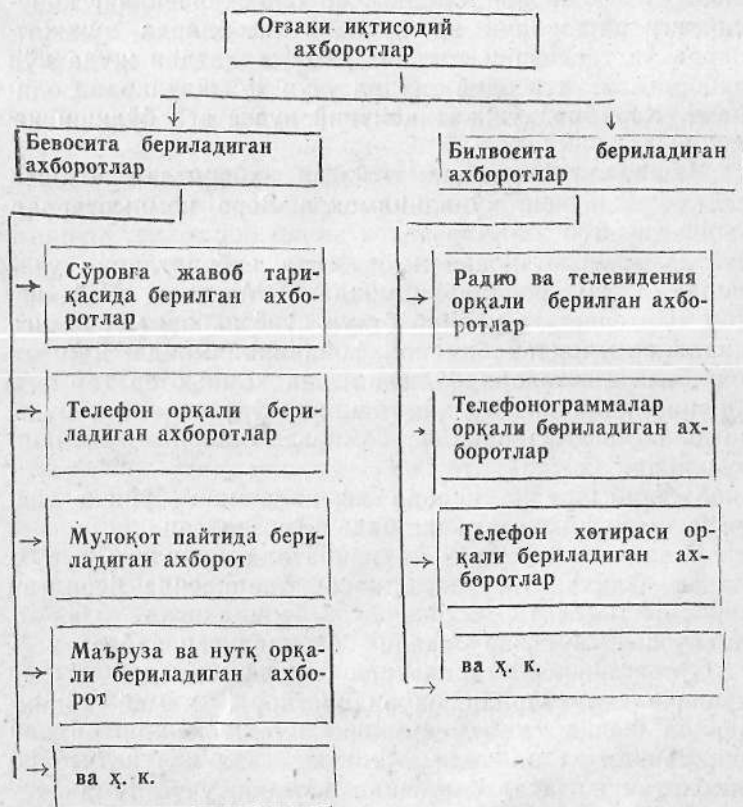 Оғзаки иқтисодий
ахборотлар
Бевосита бериладиган
ахборотлар
Сўровга жавоб тари-
қасида берилган ахбо-
ротлар
Телефон орқали бери-
ладиган ахборотлар
Мулоқот пайтида бери-
ладиган ахборот
Маъруза ва нутқ орқа-
ли бериладиган ахбо-
рот
ва ҳ. к.
Билвосита бериладиган
ахборотлар
Радио ва телевидения
орқали берилган ахбо-
ротлар
Телефонограммалар
орқали бериладиган ах-
боротлар
Телефон хотираси ор-
қали бериладиган ах-
боротлар
ва ҳ. к.